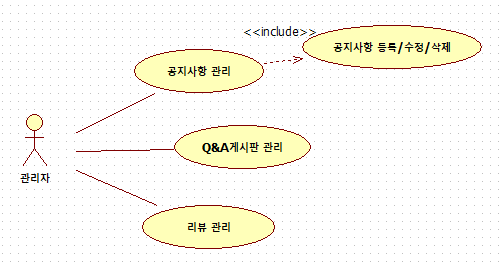 <<include>>
공지사항 등록/수정/삭제
공지사항 관리
Q&A게시판 관리
관리자
리뷰 관리